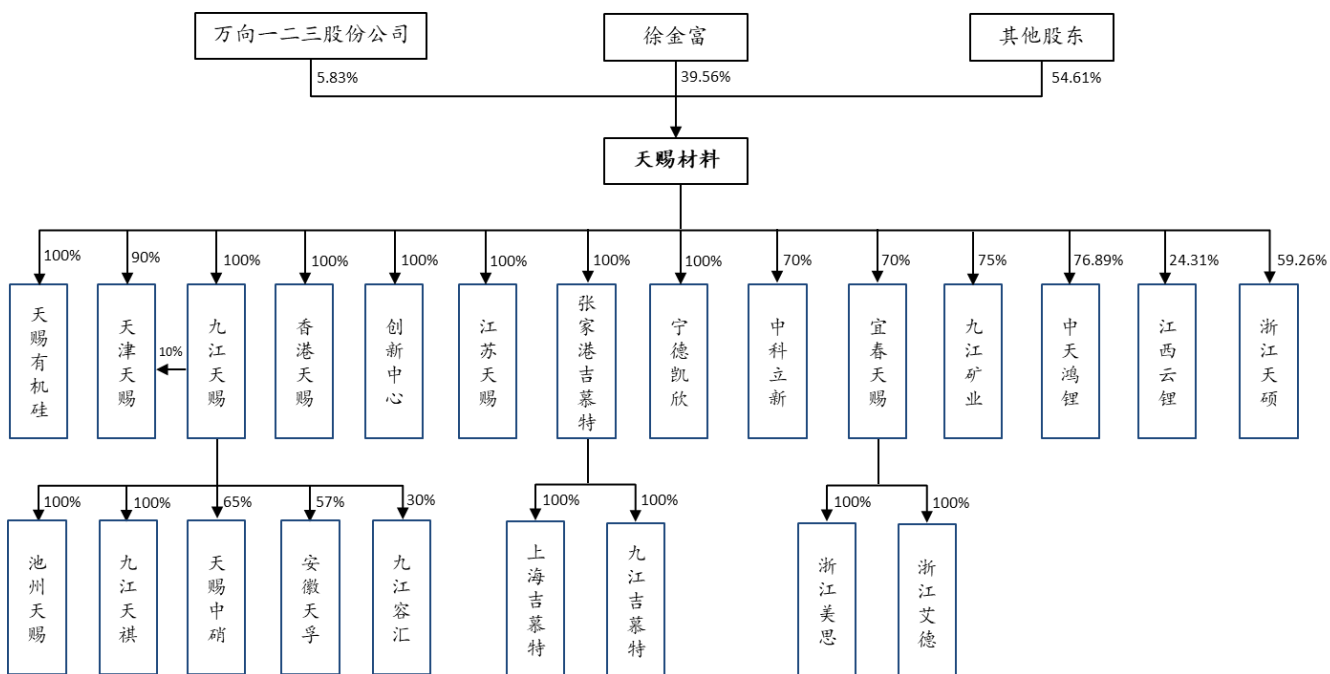 万向一二三股份公司
徐金富
其他股东
5.83%
39.56%
54.61%
天赐材料
100%
90%
100%
100%
100%
100%
100%
100%
70%
70%
75%
76.89%
24.31%
59.26%
天赐有机硅
天津天赐
10%
九江天赐
香港天赐
创新中心
江苏天赐
张家港吉慕特
宁德凯欣
中科立新
宜春天赐
九江矿业
中天鸿锂
江西云锂
浙江天硕
100%
100%
65%
57%
30%
100%
100%
100%
100%
池州天赐
九江天祺
天赐中硝
安徽天孚
九江容汇
上海吉慕特
九江吉慕特
浙江美思
浙江艾德